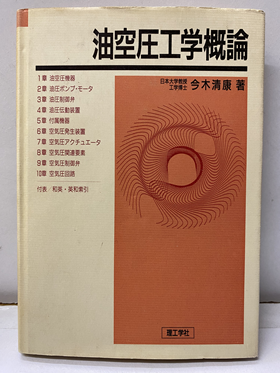 油空圧工学概論
日本大学教授
工学博士 今木清康 著
1章 油空圧機器
2章 油圧ポンプ・モータ
3章 油圧制御弁
4章 油圧伝動装置
5章 付属機器
6章 空気圧発生装置
7章 空気圧アクチュエータ
8章 空気圧関連要素
9章 空気圧制御弁
10章 空気圧回路
付表 和英・英和索引
理工学社